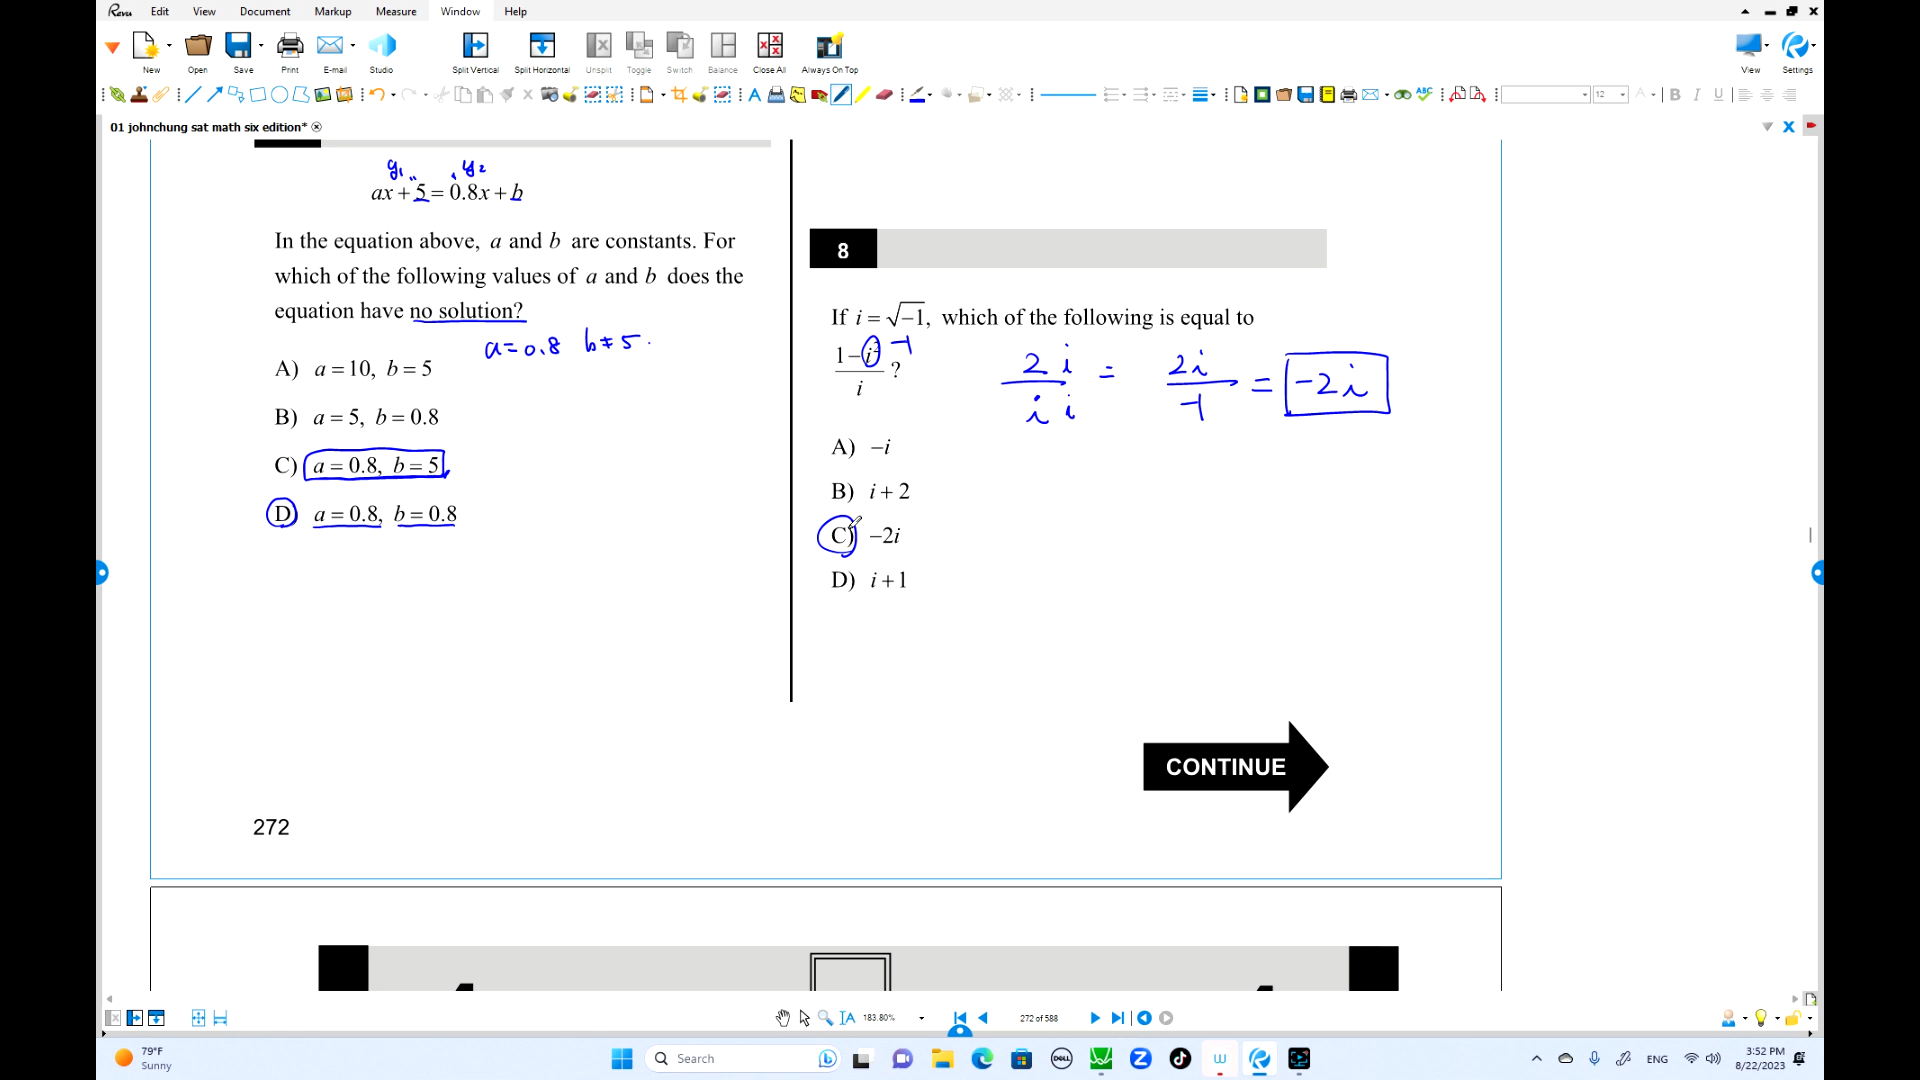 Revu Edit View Document Markup Measure Window Help
New Open Save Print E-mail Studio Split Vertical Split Horizontal Unsplit Toggle Switch Balance Close All Always On Top View Settings
12 B I U
01 johnchung sat math six edition*
y₁ y₂
ax + 5 = 0.8x + b
In the equation above, a and b are constants. For
which of the following values of a and b does the
equation have no solution?
a = 0.8 b ≠ 5.
A) a = 10, b = 5
B) a = 5, b = 0.8
C) a = 0.8, b = 5
D) a = 0.8, b = 0.8
272
8
If i = √−1, which of the following is equal to
(1 − i²)/i ?
-1
2 i / i i = 2i / -1 = -2i
A) −i
B) i + 2
C) −2i
D) i + 1
CONTINUE
183.80% 272 of 588
79°F
Sunny
Search
DELL
ENG
3:52 PM
8/22/2023